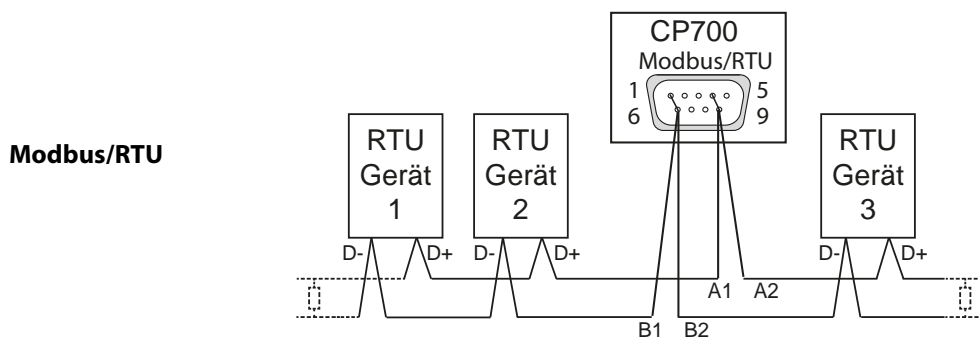 CP700
Modbus/RTU
1 5
6 9
Modbus/RTU
RTU Gerät 1
RTU Gerät 2
RTU Gerät 3
D- D+ D- D+ D- D+
A1 A2
B1 B2